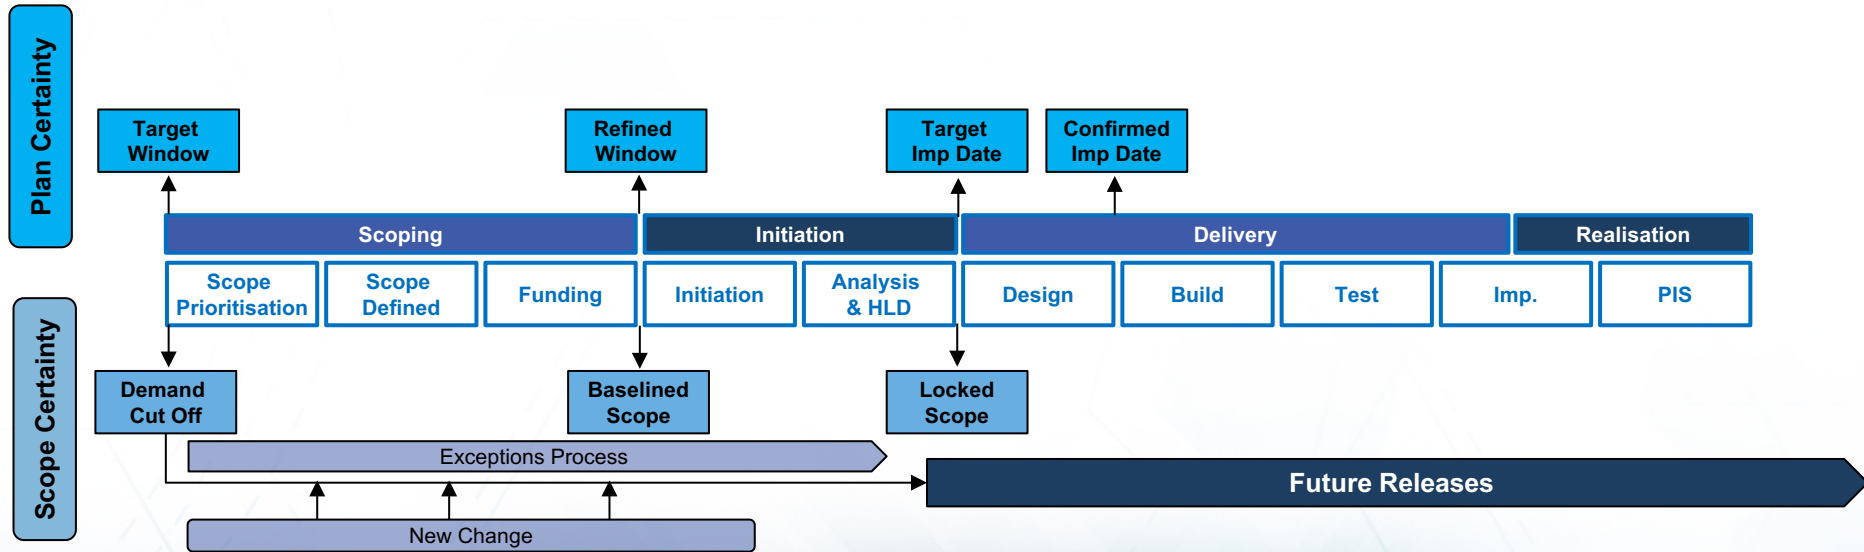 Plan Certainty
Target
Window
Refined
Window
Target
Imp Date
Confirmed
Imp Date
Scoping
Initiation
Delivery
Realisation
Scope
Prioritisation
Scope
Defined
Funding
Initiation
Analysis
& HLD
Design
Build
Test
Imp.
PIS
Scope Certainty
Demand
Cut Off
Baselined
Scope
Locked
Scope
Exceptions Process
Future Releases
New Change